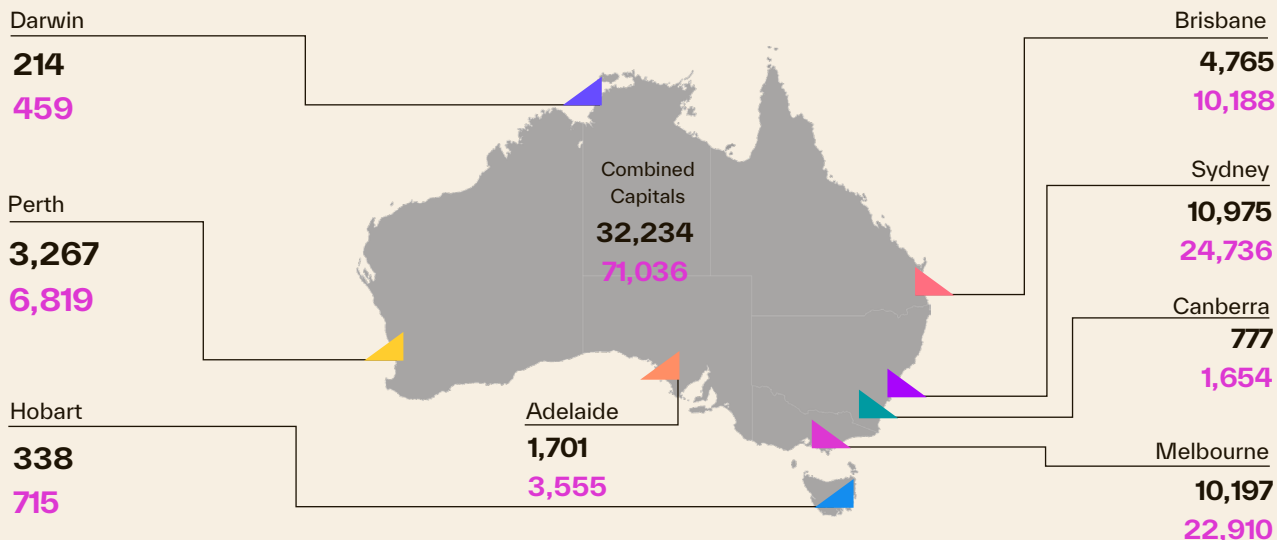 Darwin
214
459
Perth
3,267
6,819
Hobart
338
715
Combined
Capitals
32,234
71,036
Adelaide
1,701
3,555
Brisbane
4,765
10,188
Sydney
10,975
24,736
Canberra
777
1,654
Melbourne
10,197
22,910